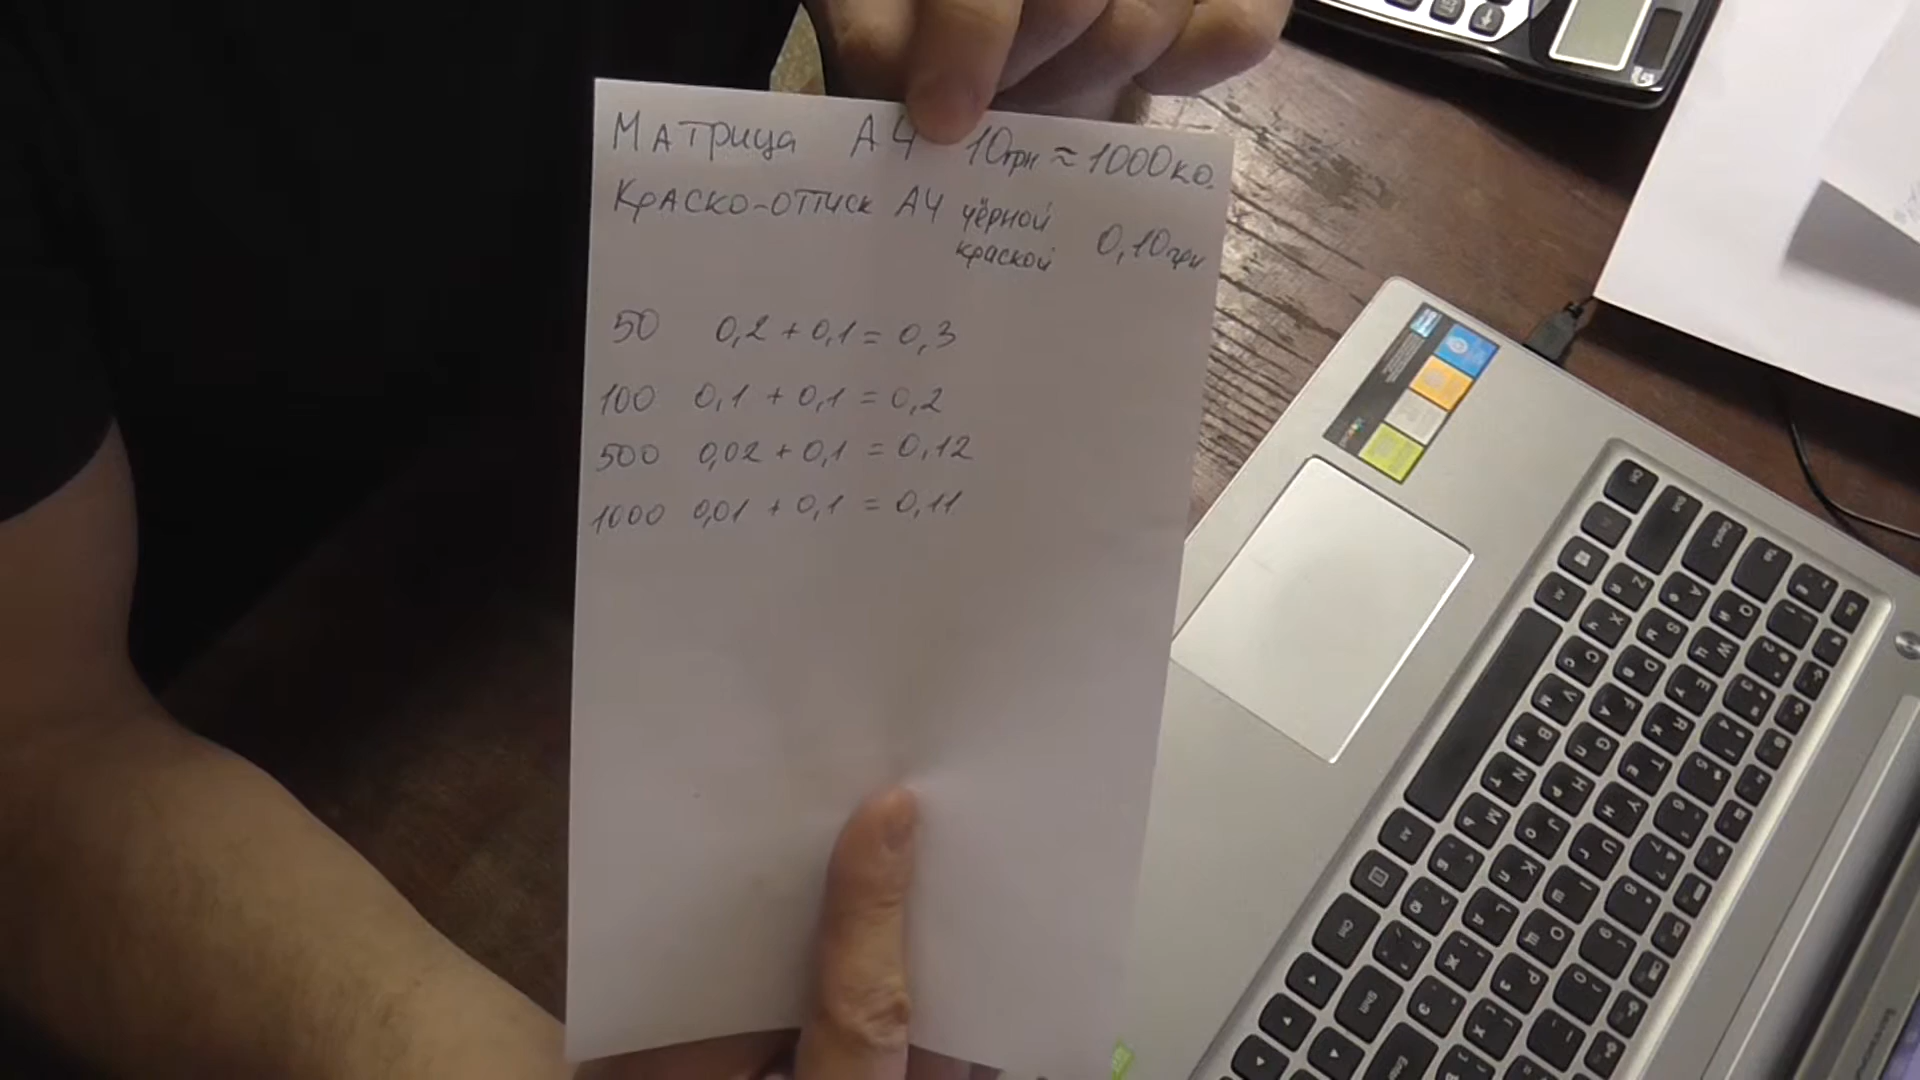 Матрица А4 10грн ≈ 1000ко.
Краско-оттиск А4 чёрной краской 0,10грн
50 0,2 + 0,1 = 0,3
100 0,1 + 0,1 = 0,2
500 0,02 + 0,1 = 0,12
1000 0,01 + 0,1 = 0,11